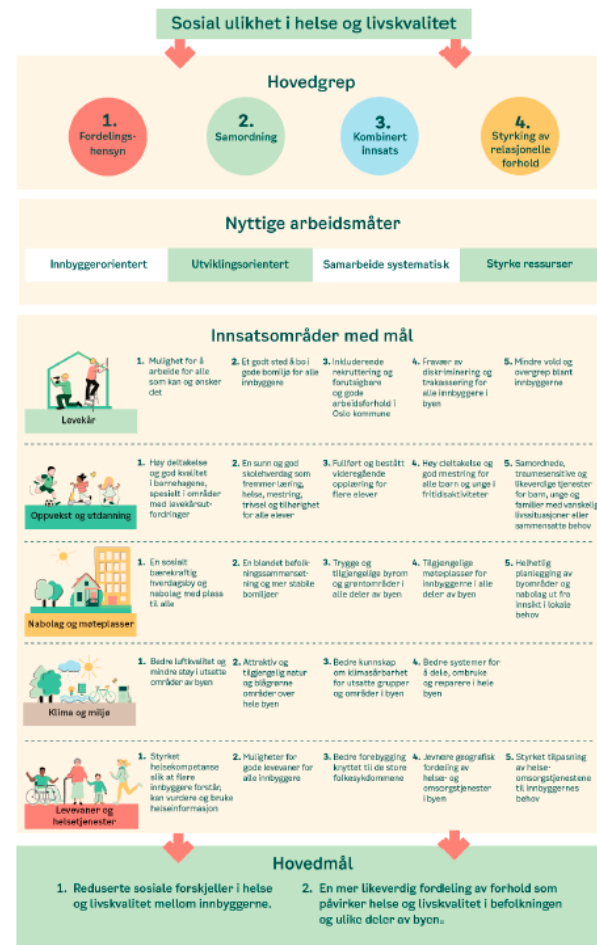 Sosial ulikhet i helse og livskvalitet
Hovedgrep
1.
Fordelings-
hensyn
2.
Samordning
3.
Kombinert
innsats
4.
Styrking av
relasjonelle
forhold
Nyttige arbeidsmåter
Innbyggerorientert
Utviklingsorientert
Samarbeide systematisk
Styrke ressurser
Innsatsområder med mål
Levekår
1. Mulighet for å
arbeide for alle
som kan og ønsker
det
2. Et godt sted å bo i
gode bomiljø for alle
innbyggere
3. Inkluderende
rekruttering og
forutsigbare
og gode
arbeidsforhold i
Oslo kommune
4. Fravær av
diskriminering og
trakassering for
alle innbyggere i
byen
5. Mindre vold og
overgrep blant
innbyggerne
Oppvekst og utdanning
1. Høy deltakelse
og god kvalitet
i barnehagene,
spesielt i områder
med levekårsut-
fordringer
2. En sunn og god
skolehverdag som
fremmer læring,
helse, mestring,
trivsel og tilhørighet
for alle elever
3. Fullført og bestått
videregående
opplæring for
flere elever
4. Høy deltakelse og
god mestring for
alle barn og unge i
fritidsaktiviteter
5. Samordnede,
traumesensitive og
likeverdige tjenester
for barn, unge og
familier med vanskelige
livssituasjoner eller
sammensatte behov
Nabolag og møteplasser
1. En sosialt
bærekraftig
hverdagsby og
nabolag med plass
til alle
2. En blandet befolk-
ningssammenset-
ning og mer stabile
bomiljøer
3. Trygge og
tilgjengelige byrom
og grøntområder i
alle deler av byen
4. Tilgjengelige
møteplasser for
innbyggerne i alle
deler av byen
5. Helhetlig
planlegging av
byområder og
nabolag ut fra
innsikt i lokale
behov
Klima og miljø
1. Bedre luftkvalitet og
mindre støy i utsatte
områder av byen
2. Attraktiv og
tilgjengelig natur
og blågrønne
områder over
hele byen
3. Bedre kunnskap
om klimasårbarhet
for utsatte grupper
og områder i byen
4. Bedre systemer for
å dele, ombruke
og reparere i hele
byen
Levevaner og
helsetjenester
1. Styrket
helsekompetanse
slik at flere
innbyggere forstår,
kan vurdere og bruke
helseinformasjon
2. Muligheter for
gode levevaner for
alle innbyggere
3. Bedre forebygging
knyttet til de store
folkesykdommene
4. Jevnere geografisk
fordeling av
helse- og
omsorgstjenester
i byen
5. Styrket tilpasning
av helse-
omsorgstjenestene
til innbyggernes
behov
Hovedmål
1. Reduserte sosiale forskjeller i helse
og livskvalitet mellom innbyggerne.
2. En mer likeverdig fordeling av forhold som
påvirker helse og livskvalitet i befolkningen
og ulike deler av byen.